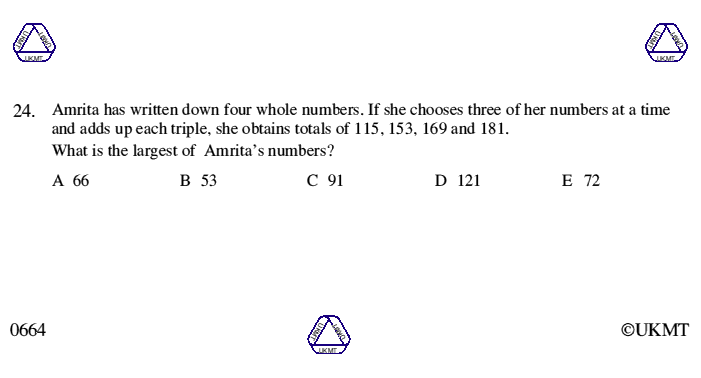 UKMT UKMT UKMT
UKMT UKMT UKMT
24. Amrita has written down four whole numbers. If she chooses three of her numbers at a time
and adds up each triple, she obtains totals of 115, 153, 169 and 181.
What is the largest of Amrita's numbers?
A 66 B 53 C 91 D 121 E 72
0664
UKMT UKMT UKMT
©UKMT